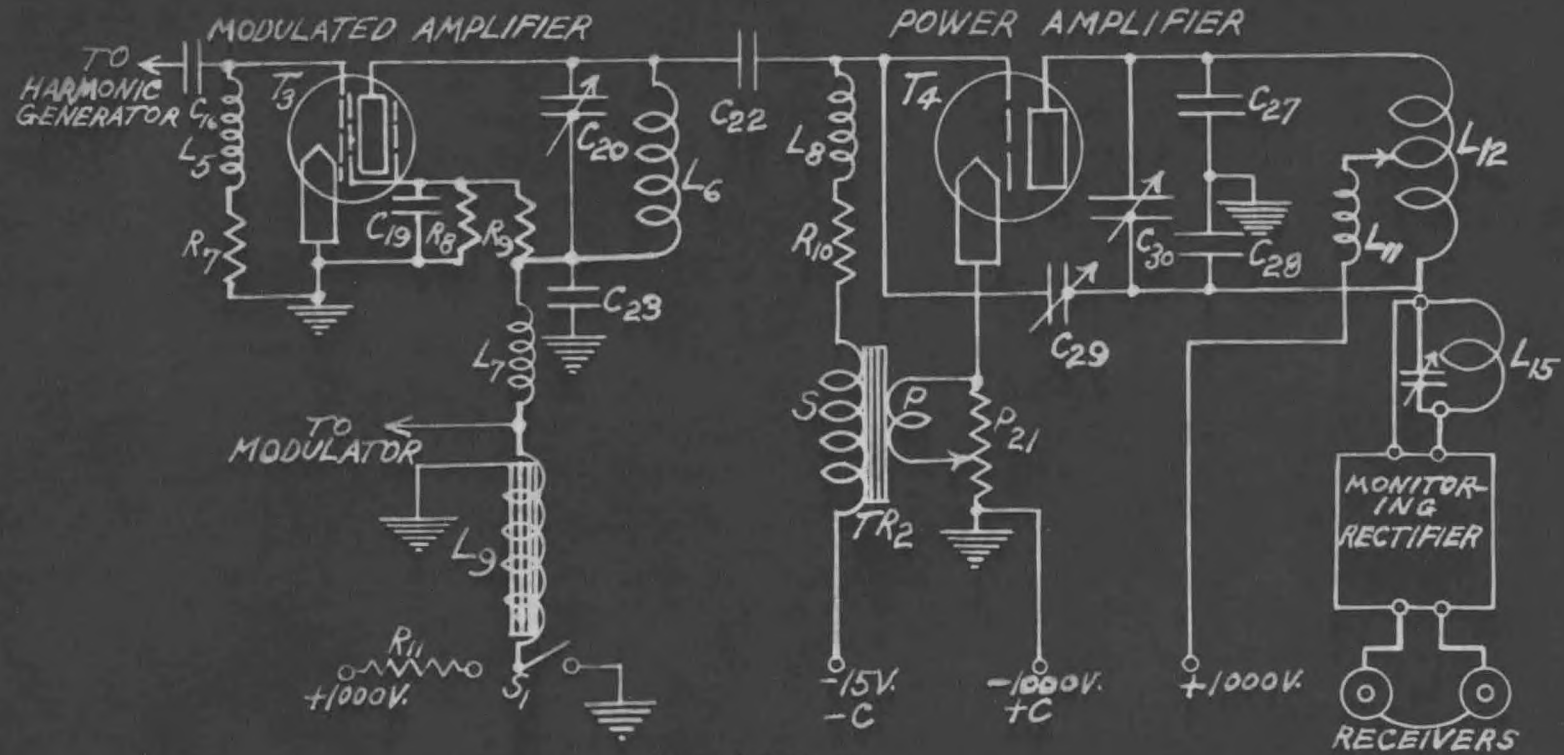 MODULATED AMPLIFIER
POWER AMPLIFIER
TO
HARMONIC
GENERATOR
C16
L5
T3
C20
L6
C22
L8
T4
C27
L12
R7
C19
R8
R9
R10
C30
C28
L11
C23
C29
L7
L15
S
P
P21
TO
MODULATOR
MONITOR-
ING
RECTIFIER
L9
TR2
R11
+1000V.
S1
-15V.
-C
-1000V.
+C
+1000V.
RECEIVERS